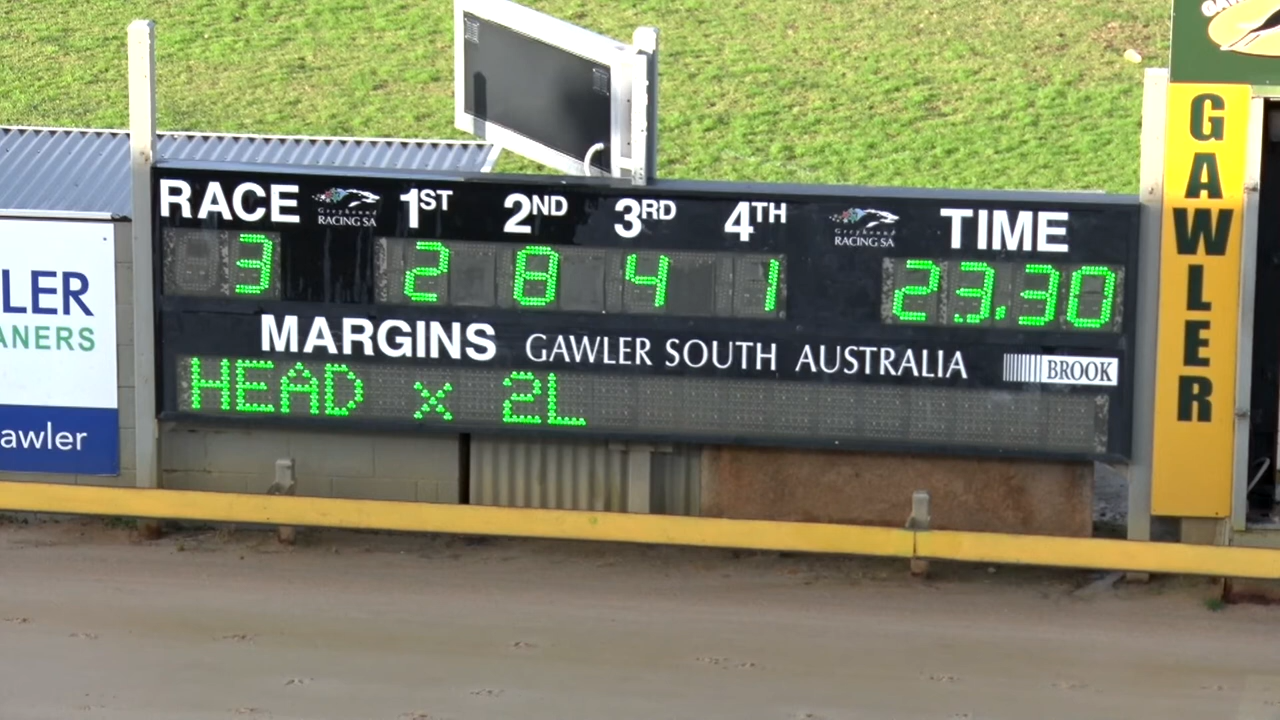 GAWLER
RACE Greyhound RACING SA 1ST 2ND 3RD 4TH Greyhound RACING SA TIME
3 2 8 4 1 23.30
MARGINS GAWLER SOUTH AUSTRALIA BROOK
HEAD x 2L
LER
ANERS
awler